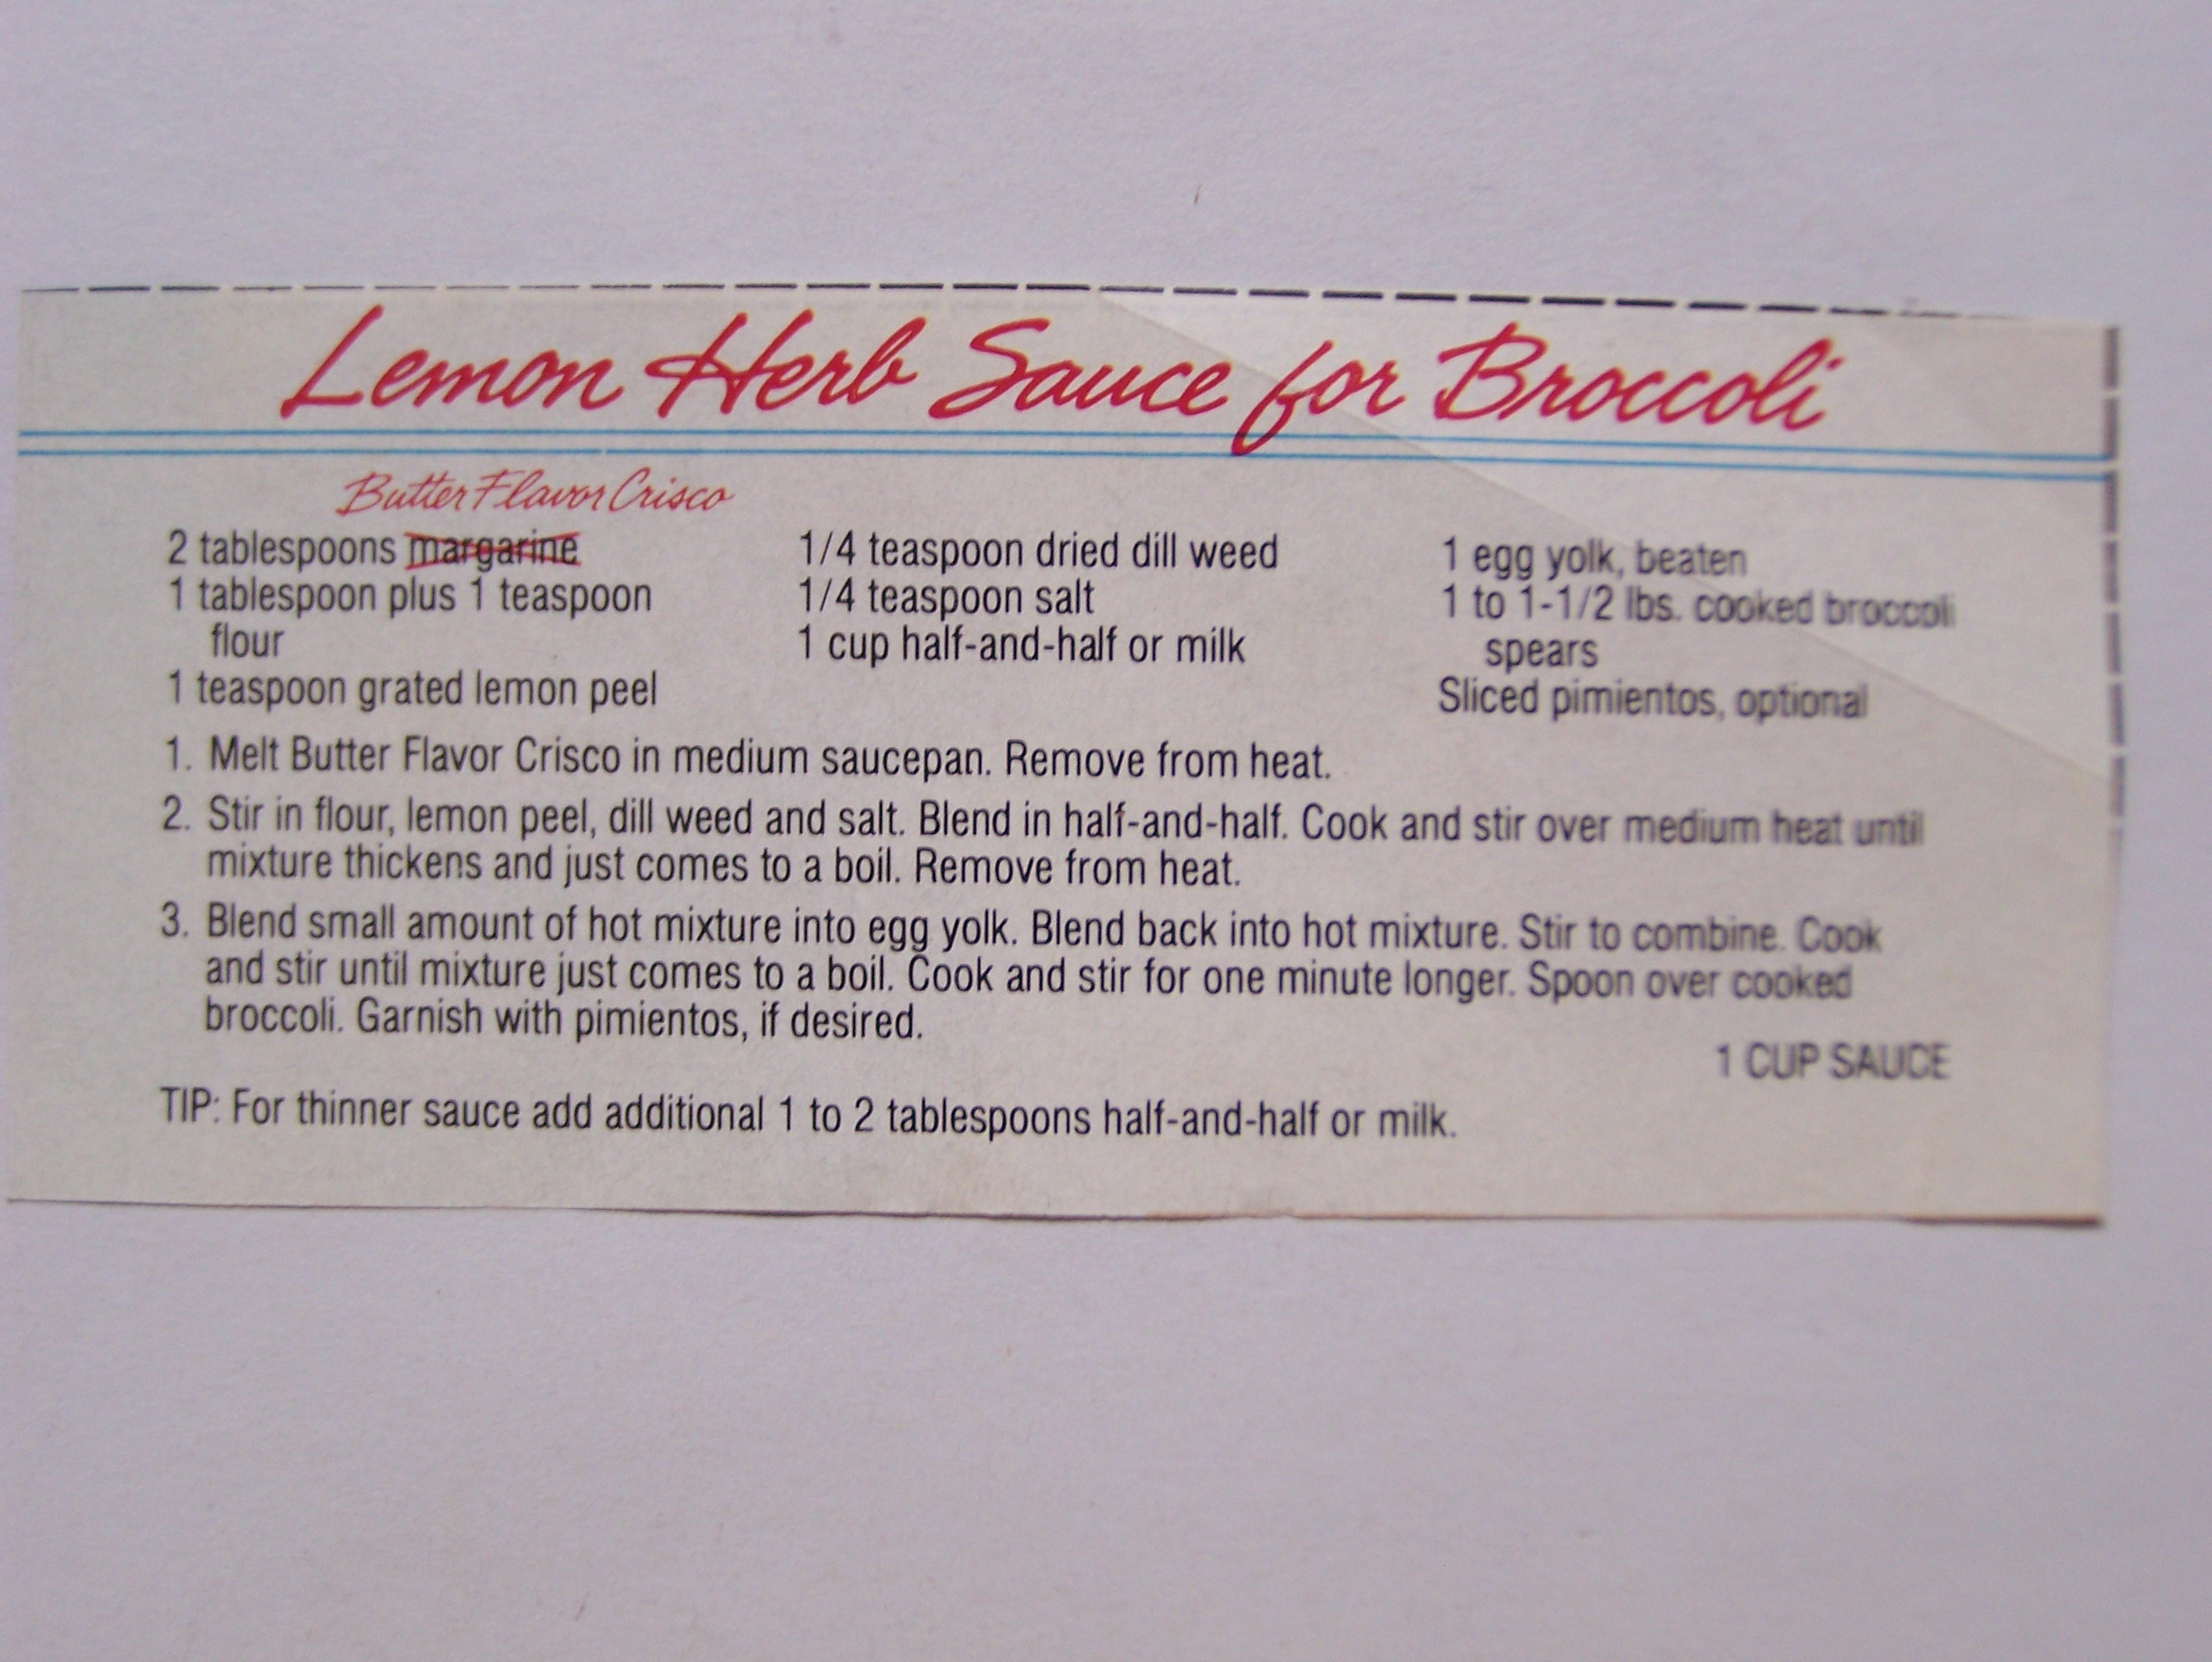 Lemon Herb Sauce for Broccoli
Butter Flavor Crisco
2 tablespoons margarine
1 tablespoon plus 1 teaspoon
flour
1 teaspoon grated lemon peel
1/4 teaspoon dried dill weed
1/4 teaspoon salt
1 cup half-and-half or milk
1 egg yolk, beaten
1 to 1-1/2 lbs. cooked broccoli
spears
Sliced pimientos, optional
1. Melt Butter Flavor Crisco in medium saucepan. Remove from heat.
2. Stir in flour, lemon peel, dill weed and salt. Blend in half-and-half. Cook and stir over medium heat until
mixture thickens and just comes to a boil. Remove from heat.
3. Blend small amount of hot mixture into egg yolk. Blend back into hot mixture. Stir to combine. Cook
and stir until mixture just comes to a boil. Cook and stir for one minute longer. Spoon over cooked
broccoli. Garnish with pimientos, if desired.
1 CUP SAUCE
TIP: For thinner sauce add additional 1 to 2 tablespoons half-and-half or milk.